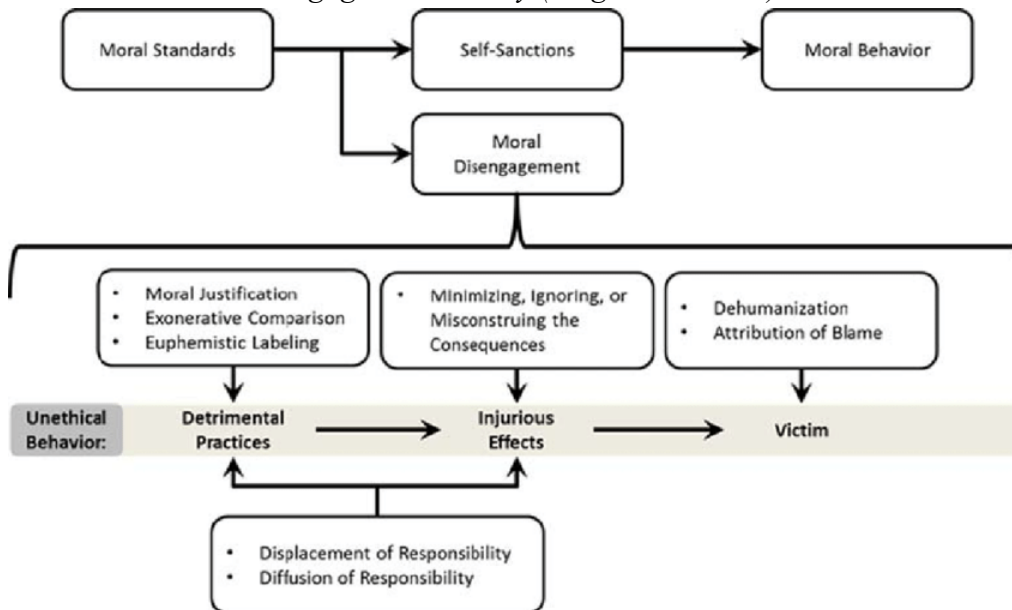 Moral Standards
Self-Sanctions
Moral Behavior
Moral
Disengagement
• Moral Justification
• Exonerative Comparison
• Euphemistic Labeling
• Minimizing, Ignoring, or
Misconstruing the
Consequences
• Dehumanization
• Attribution of Blame
Unethical
Behavior:
Detrimental
Practices
Injurious
Effects
Victim
• Displacement of Responsibility
• Diffusion of Responsibility